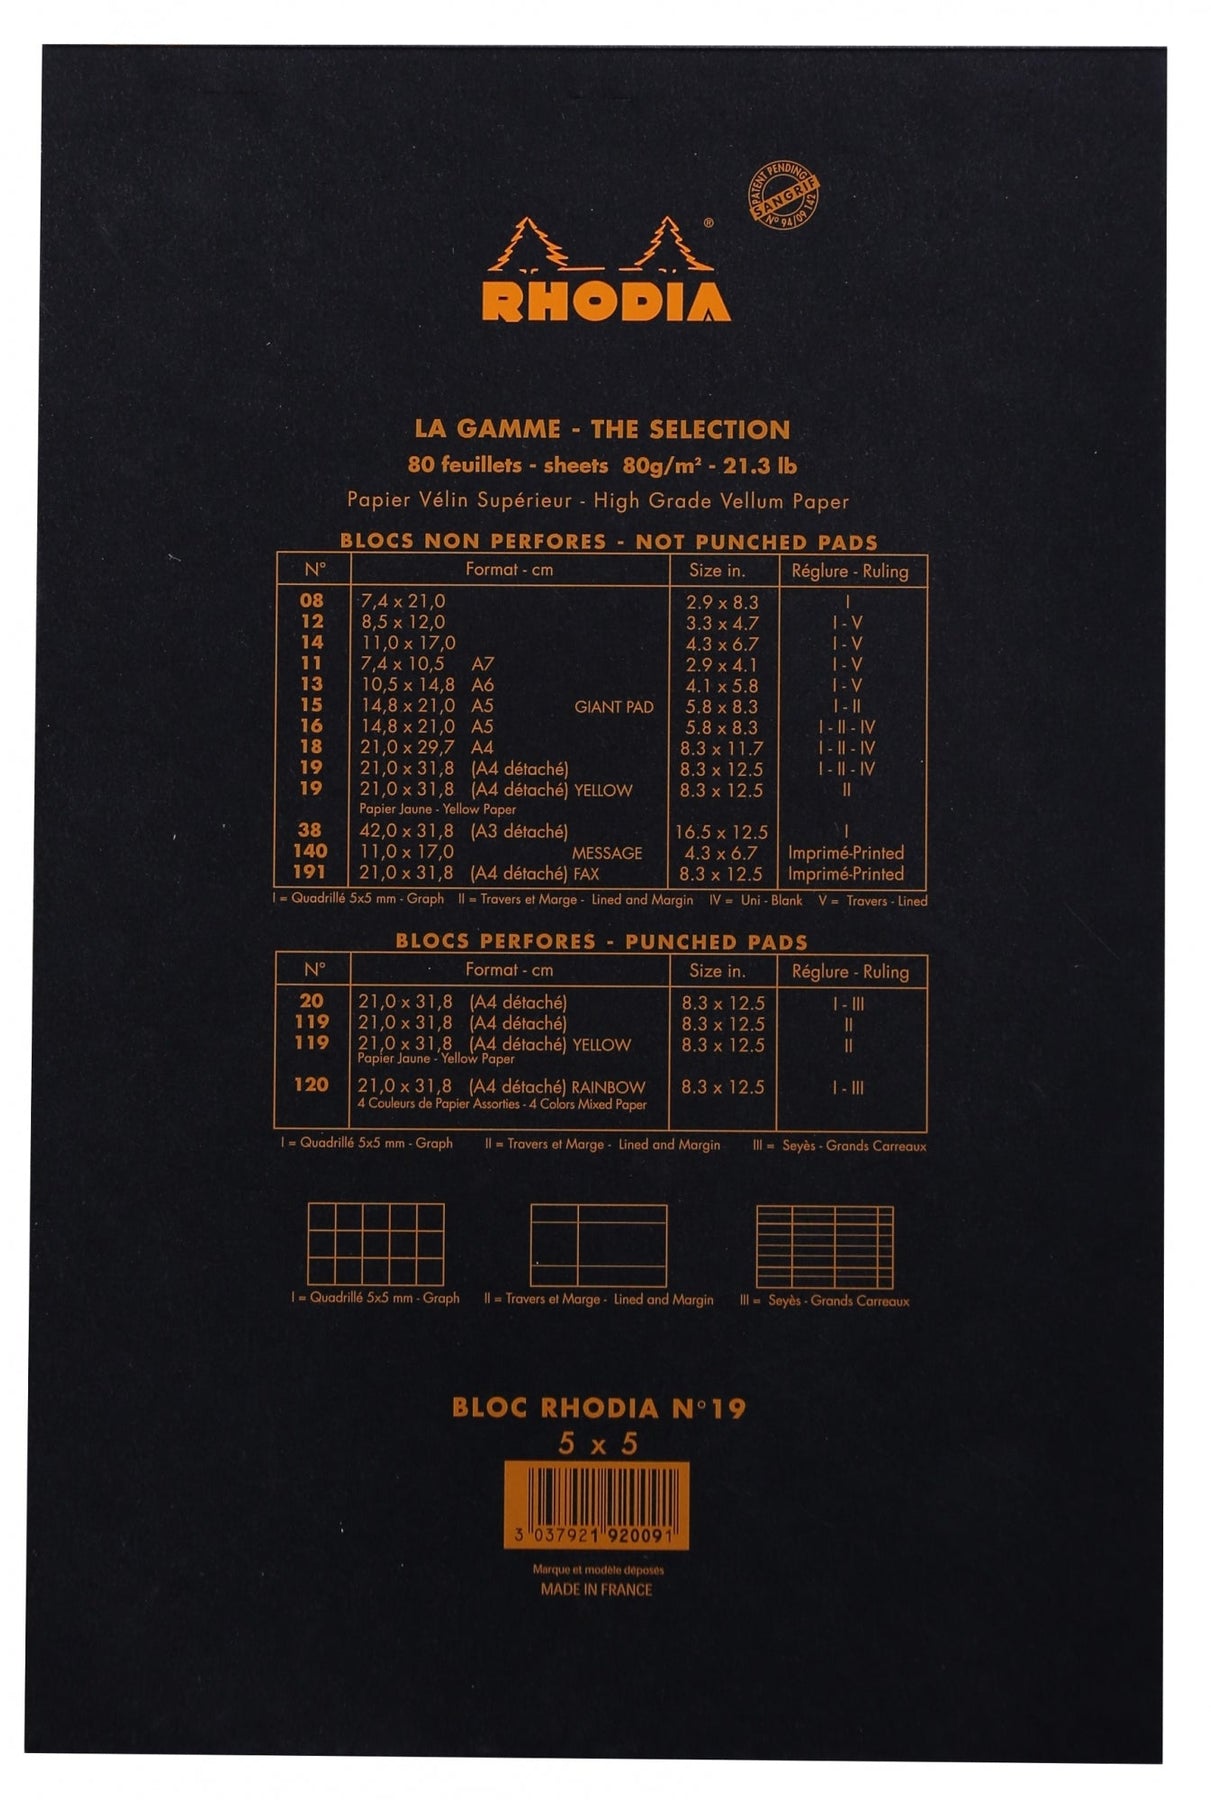 PATENT PENDING
SANGRIF
N° 94/09 142
®
RHODIA
LA GAMME - THE SELECTION
80 feuillets - sheets 80g/m² - 21.3 lb
Papier Vélin Supérieur - High Grade Vellum Paper
BLOCS NON PERFORES - NOT PUNCHED PADS
N° Format - cm Size in. Réglure - Ruling
08 7,4 x 21,0 2.9 x 8.3 I
12 8,5 x 12,0 3.3 x 4.7 I - V
14 11,0 x 17,0 4.3 x 6.7 I - V
11 7,4 x 10,5 A7 2.9 x 4.1 I - V
13 10,5 x 14,8 A6 4.1 x 5.8 I - V
15 14,8 x 21,0 A5 GIANT PAD 5.8 x 8.3 I - II
16 14,8 x 21,0 A5 5.8 x 8.3 I - II - IV
18 21,0 x 29,7 A4 8.3 x 11.7 I - II - IV
19 21,0 x 31,8 (A4 détaché) 8.3 x 12.5 I - II - IV
19 21,0 x 31,8 (A4 détaché) YELLOW 8.3 x 12.5 II
Papier Jaune - Yellow Paper
38 42,0 x 31,8 (A3 détaché) 16.5 x 12.5 I
140 11,0 x 17,0 MESSAGE 4.3 x 6.7 Imprimé-Printed
191 21,0 x 31,8 (A4 détaché) FAX 8.3 x 12.5 Imprimé-Printed
I = Quadrillé 5x5 mm - Graph II = Travers et Marge - Lined and Margin IV = Uni - Blank V = Travers - Lined
BLOCS PERFORES - PUNCHED PADS
N° Format - cm Size in. Réglure - Ruling
20 21,0 x 31,8 (A4 détaché) 8.3 x 12.5 I - III
119 21,0 x 31,8 (A4 détaché) 8.3 x 12.5 II
119 21,0 x 31,8 (A4 détaché) YELLOW 8.3 x 12.5 II
Papier Jaune - Yellow Paper
120 21,0 x 31,8 (A4 détaché) RAINBOW 8.3 x 12.5 I - III
4 Couleurs de Papier Assorties - 4 Colors Mixed Paper
I = Quadrillé 5x5 mm - Graph II = Travers et Marge - Lined and Margin III = Seyès - Grands Carreaux
I = Quadrillé 5x5 mm - Graph II = Travers et Marge - Lined and Margin III = Seyès - Grands Carreaux
BLOC RHODIA N°19
5 x 5
3 037921 920091
Marque et modèle déposés
MADE IN FRANCE